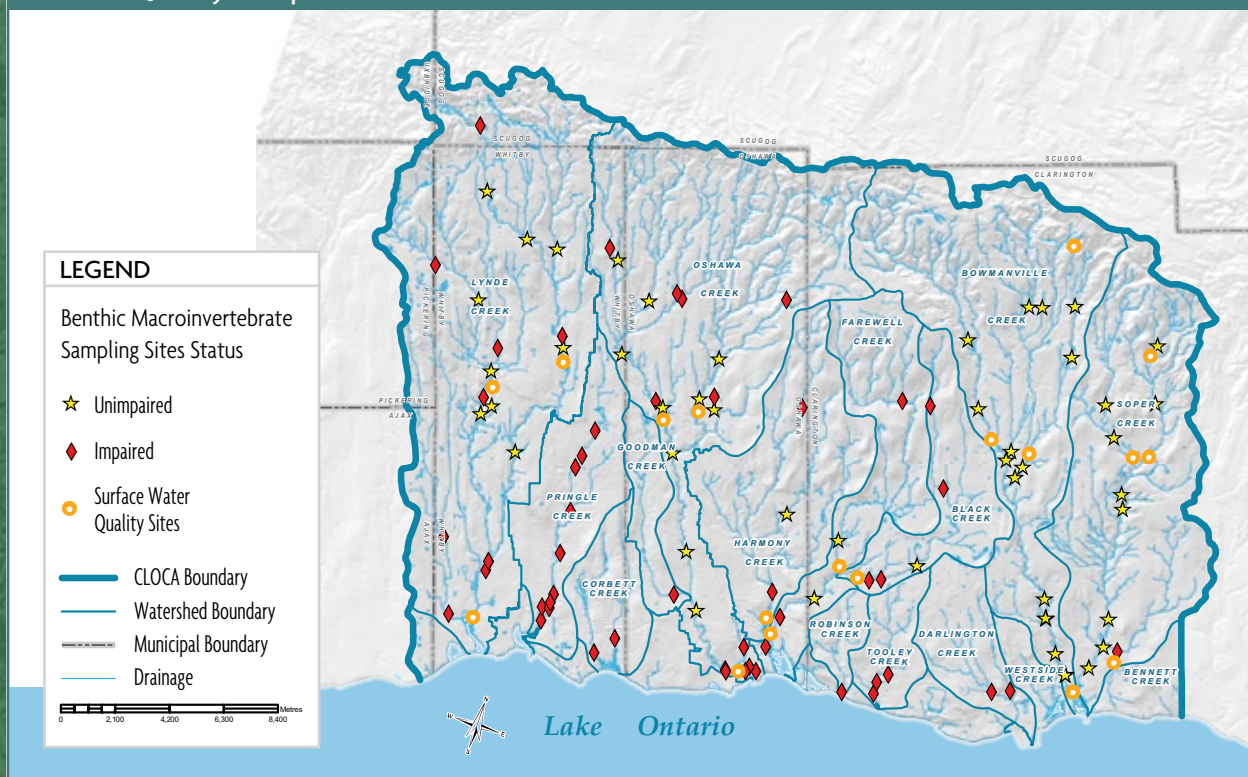 LEGEND
Benthic Macroinvertebrate
Sampling Sites Status
Unimpaired
Impaired
Surface Water
Quality Sites
CLOCA Boundary
Watershed Boundary
Municipal Boundary
Drainage
0 2,100 4,200 6,300 8,400 Metres
UXBRIDGE
SCUGOG
SCUGOG
WHITBY
SCUGOG
OSHAWA
SCUGOG
CLARINGTON
PICKERING
WHITBY
PICKERING
AJAX
AJAX
WHITBY
WHITBY
OSHAWA
OSHAWA
CLARINGTON
LYNDE
CREEK
OSHAWA
CREEK
BOWMANVILLE
CREEK
FAREWELL
CREEK
SOPER
CREEK
GOODMAN
CREEK
PRINGLE
CREEK
BLACK
CREEK
HARMONY
CREEK
CORBETT
CREEK
ROBINSON
CREEK
DARLINGTON
CREEK
TOOLEY
CREEK
WESTSIDE
CREEK
BENNETT
CREEK
N
W
E
S
Lake Ontario